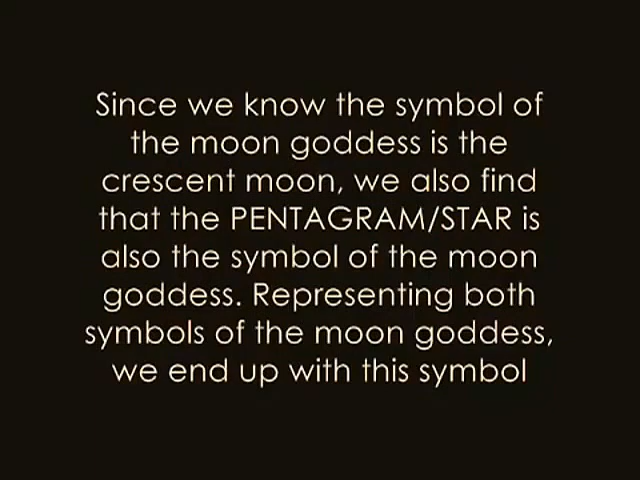 Since we know the symbol of
the moon goddess is the
crescent moon, we also find
that the PENTAGRAM/STAR is
also the symbol of the moon
goddess. Representing both
symbols of the moon goddess,
we end up with this symbol